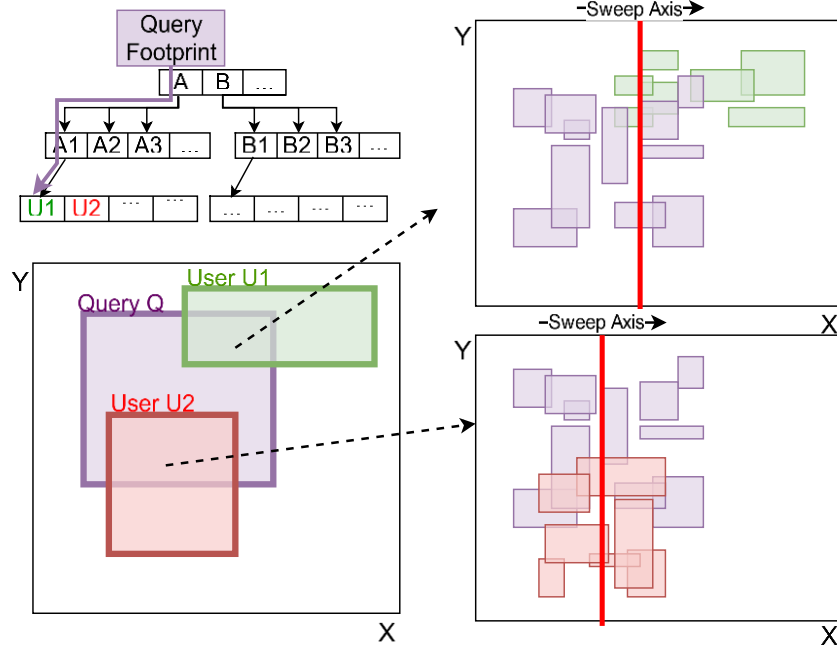 Query
Footprint
A B ...
A1 A2 A3 ...
B1 B2 B3 ...
U1 U2 ... ...
... ... ... ...
Y
User U1
Query Q
User U2
X
Sweep Axis
Y
X
Sweep Axis
Y
X